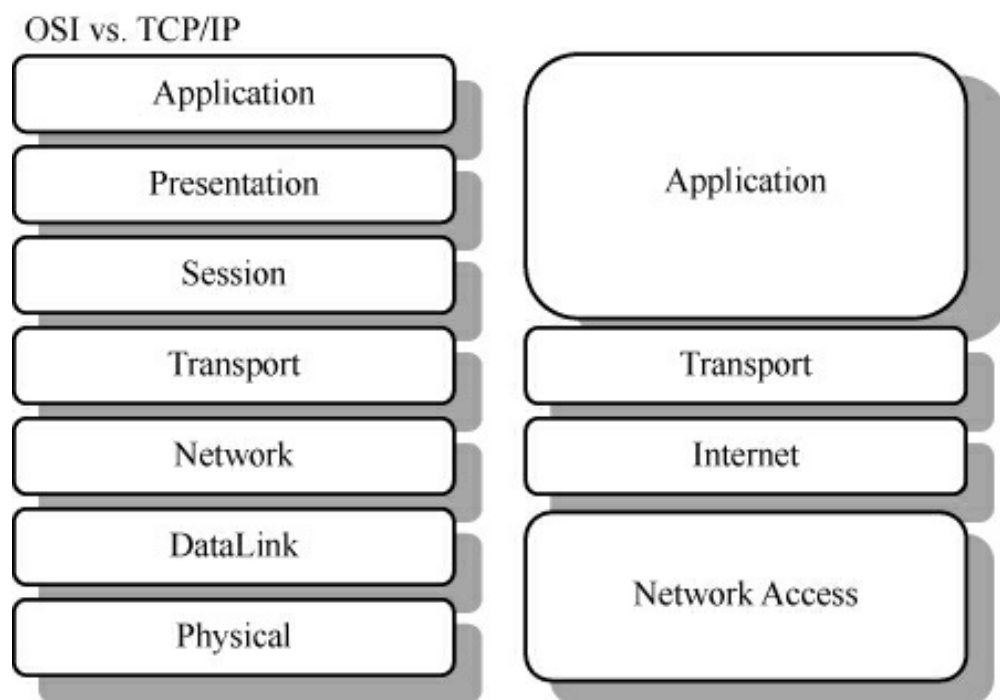 OSI vs. TCP/IP
Application
Presentation
Session
Transport
Network
DataLink
Physical
Application
Transport
Internet
Network Access